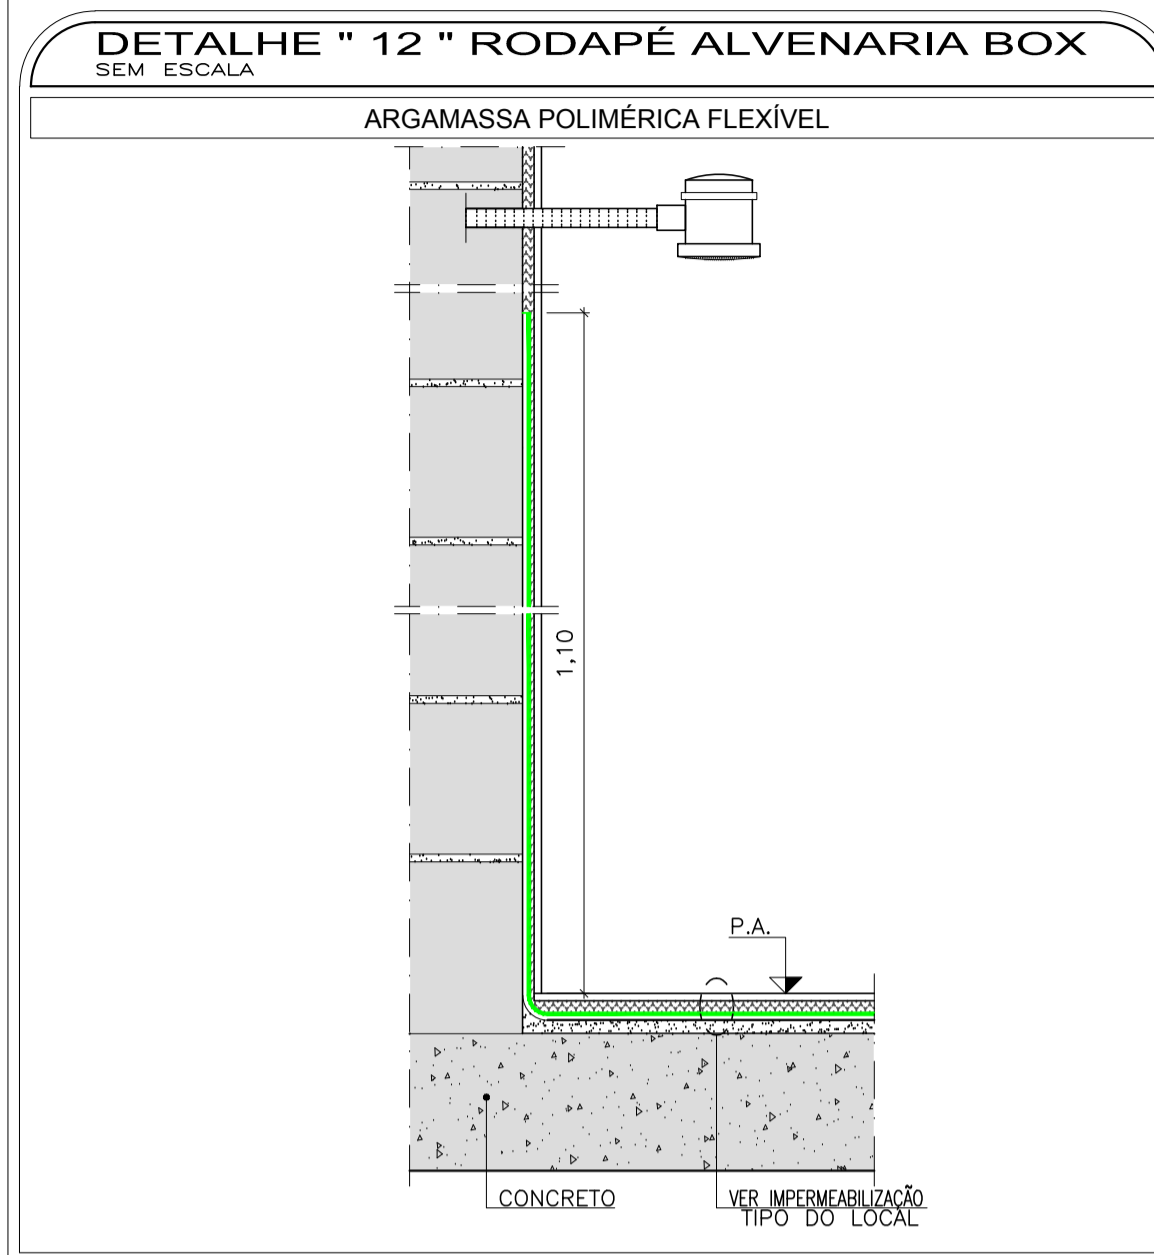 DETALHE " 12 " RODAPÉ ALVENARIA BOX
SEM ESCALA
ARGAMASSA POLIMÉRICA FLEXÍVEL
1,10
P.A.
CONCRETO
VER IMPERMEABILIZAÇÃO
TIPO DO LOCAL